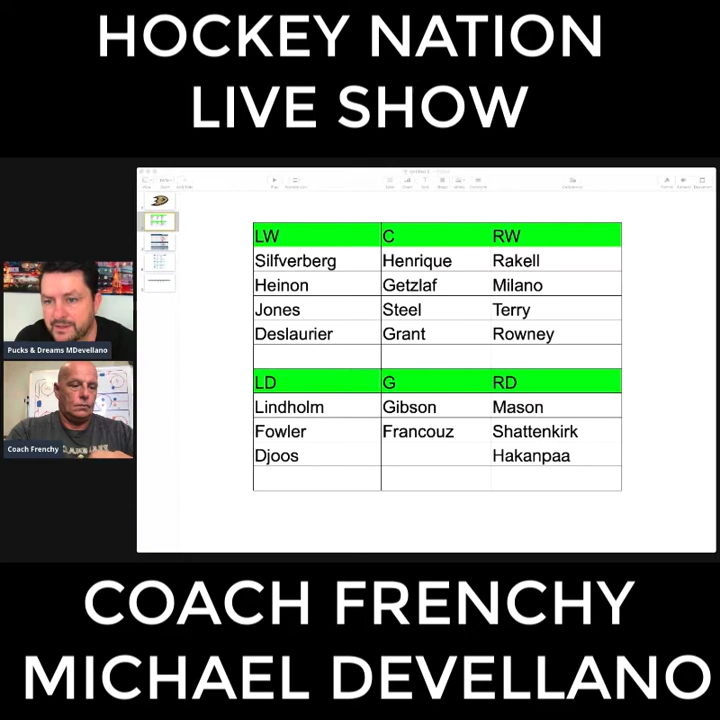 HOCKEY NATION
LIVE SHOW
LW C RW
Silfverberg Henrique Rakell
Heinon Getzlaf Milano
Jones Steel Terry
Deslaurier Grant Rowney
LD G RD
Lindholm Gibson Mason
Fowler Francouz Shattenkirk
Djoos Hakanpaa
Pucks & Dreams MDevellano
Coach Frenchy
COACH FRENCHY
MICHAEL DEVELLANO